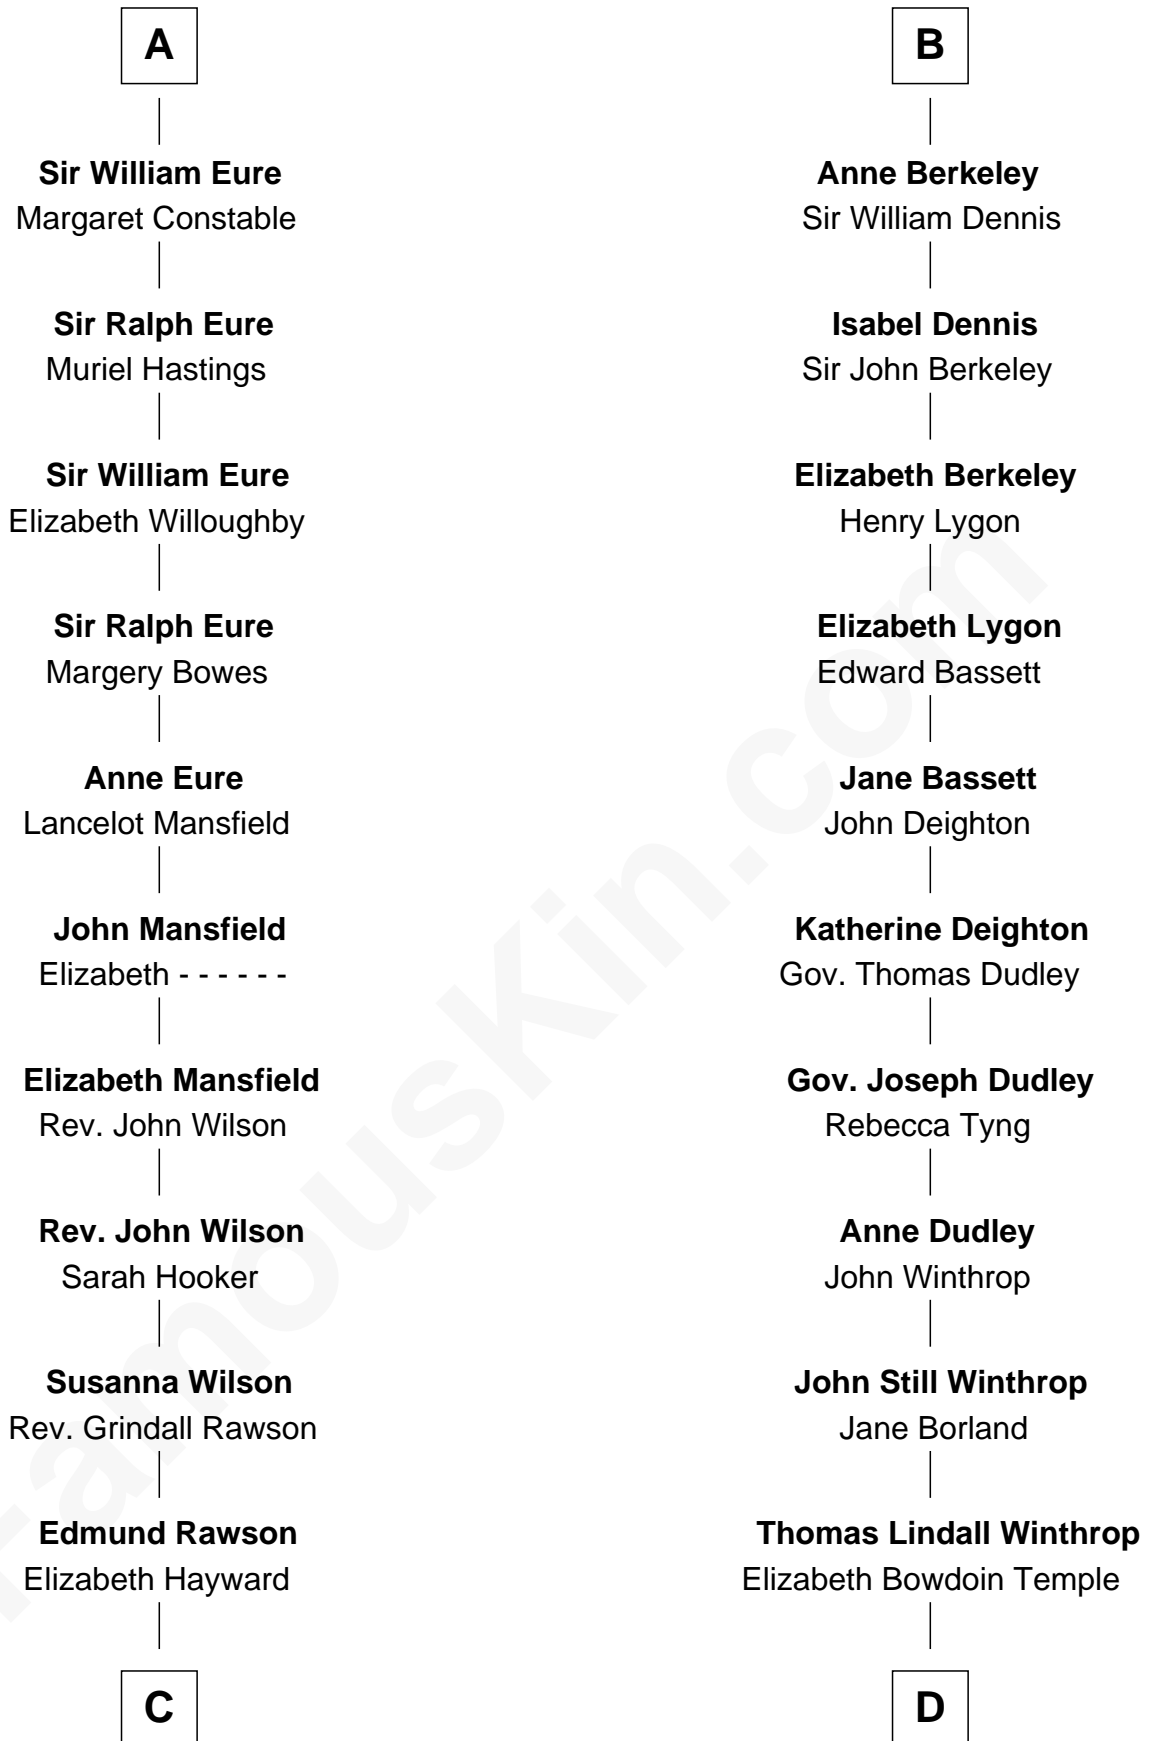 A
Sir William Eure
Margaret Constable
Sir Ralph Eure
Muriel Hastings
Sir William Eure
Elizabeth Willoughby
Sir Ralph Eure
Margery Bowes
Anne Eure
Lancelot Mansfield
John Mansfield
Elizabeth - - - - - -
Elizabeth Mansfield
Rev. John Wilson
Rev. John Wilson
Sarah Hooker
Susanna Wilson
Rev. Grindall Rawson
Edmund Rawson
Elizabeth Hayward
C
B
Anne Berkeley
Sir William Dennis
Isabel Dennis
Sir John Berkeley
Elizabeth Berkeley
Henry Lygon
Elizabeth Lygon
Edward Bassett
Jane Bassett
John Deighton
Katherine Deighton
Gov. Thomas Dudley
Gov. Joseph Dudley
Rebecca Tyng
Anne Dudley
John Winthrop
John Still Winthrop
Jane Borland
Thomas Lindall Winthrop
Elizabeth Bowdoin Temple
D
FamousKin.com